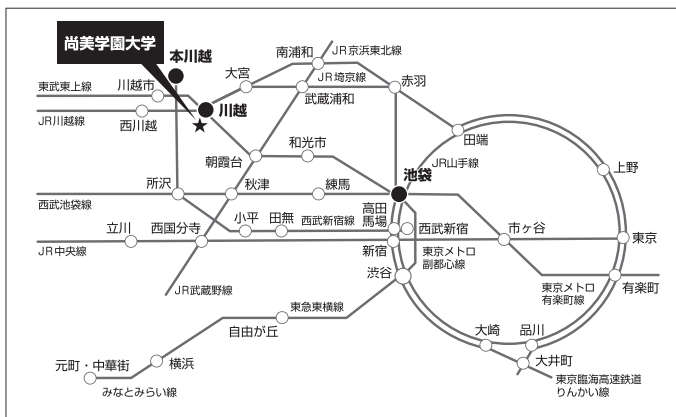 尚美学園大学
本川越
東武東上線
川越市
JR川越線
西川越
川越
大宮
南浦和
JR京浜東北線
JR埼京線
武蔵浦和
赤羽
田端
上野
朝霞台
和光市
池袋
JR山手線
所沢
秋津
練馬
西武池袋線
小平
田無
西武新宿線
高田
馬場
西武新宿
市ヶ谷
東京
立川
西国分寺
JR中央線
新宿
東京メトロ
副都心線
渋谷
東京メトロ
有楽町線
有楽町
JR武蔵野線
東急東横線
自由が丘
大崎
品川
大井町
東京臨海高速鉄道
りんかい線
元町・中華街
横浜
みなとみらい線